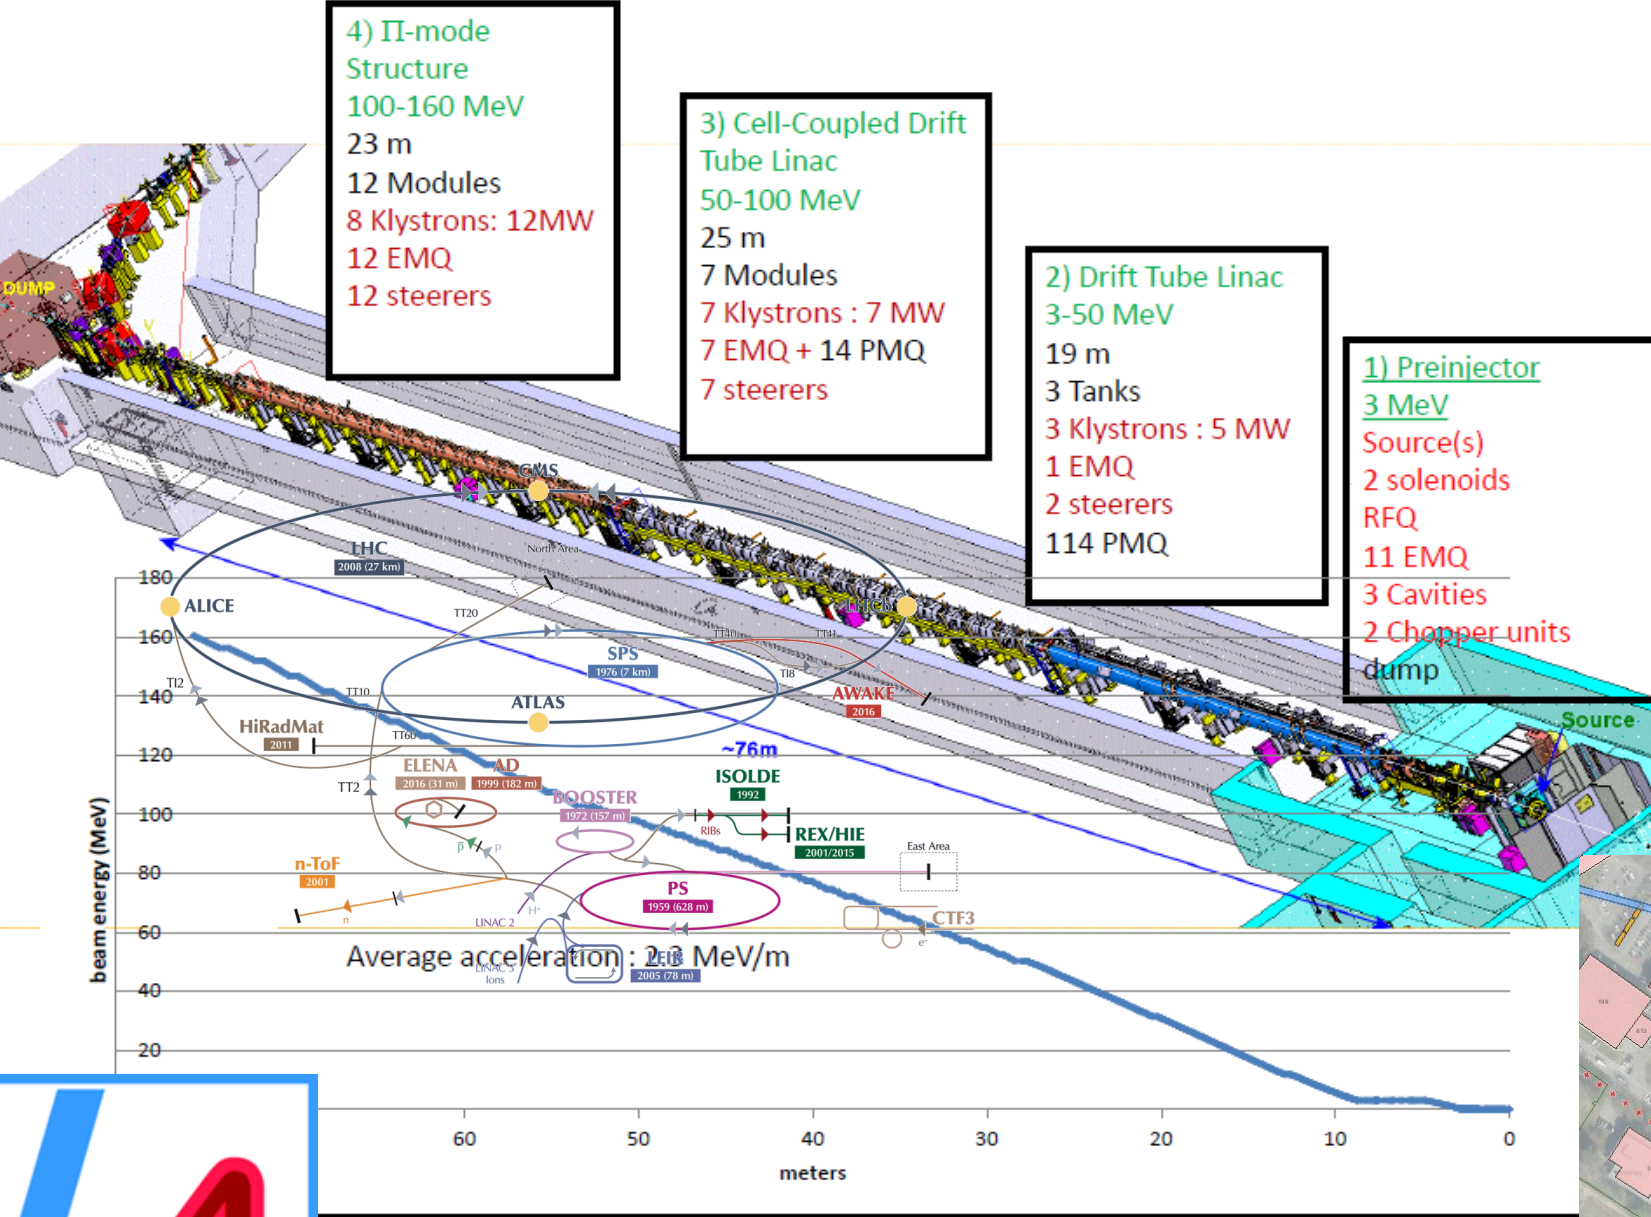 4) Π-mode
Structure
100-160 MeV
23 m
12 Modules
8 Klystrons: 12MW
12 EMQ
12 steerers
3) Cell-Coupled Drift
Tube Linac
50-100 MeV
25 m
7 Modules
7 Klystrons : 7 MW
7 EMQ + 14 PMQ
7 steerers
2) Drift Tube Linac
3-50 MeV
19 m
3 Tanks
3 Klystrons : 5 MW
1 EMQ
2 steerers
114 PMQ
1) Preinjector
3 MeV
Source(s)
2 solenoids
RFQ
11 EMQ
3 Cavities
2 Chopper units
dump
DUMP
V
Source
~76m
CMS
LHC
2008 (27 km)
North Area
ALICE
LHCb
TT20
TT40
TT41
SPS
1976 (7 km)
TI2
TT10
TI8
ATLAS
AWAKE
2016
HiRadMat
2011
TT60
ELENA
2016 (31 m)
AD
1999 (182 m)
TT2
ISOLDE
1992
BOOSTER
1972 (157 m)
RIBs
REX/HIE
2001/2015
p
p
East Area
n-ToF
2001
n
PS
1959 (628 m)
H+
LINAC 2
CTF3
e-
LINAC 3
Ions
LEIR
2005 (78 m)
Average acceleration : 2.3 MeV/m
beam energy (MeV)
180
160
140
120
100
80
60
40
20
60
50
40
30
20
10
0
meters
4